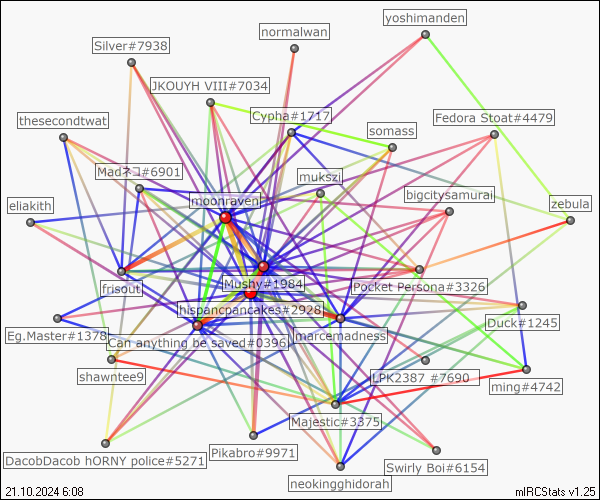 yoshimanden
normalwan
Silver#7938
JKOUYH VIII#7034
thesecondtwat
Cypha#1717
Fedora Stoat#4479
somass
Madネコ#6901
mukszi
bigcitysamurai
moonraven
eliakith
zebula
frisout
Mushy#1984
Pocket Persona#3326
hispancpancakes#2928
Duck#1245
Eg.Master#1378
Can anything be saved#0396
marcemadness
shawntee9
LPK2387 #7690
ming#4742
Majestic#3375
DacobDacob hORNY police#5271
Pikabro#9971
Swirly Boi#6154
neokingghidorah
21.10.2024 6:08
mIRCStats v1.25